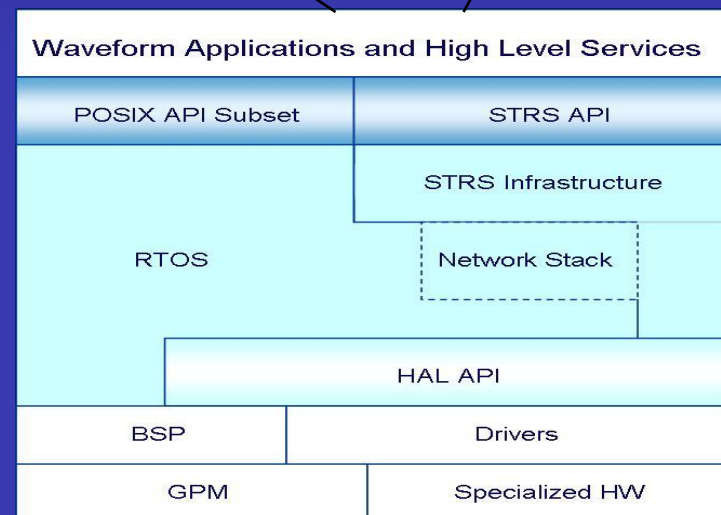 Waveform Applications and High Level Services
POSIX API Subset
STRS API
STRS Infrastructure
RTOS
Network Stack
HAL API
BSP
Drivers
GPM
Specialized HW